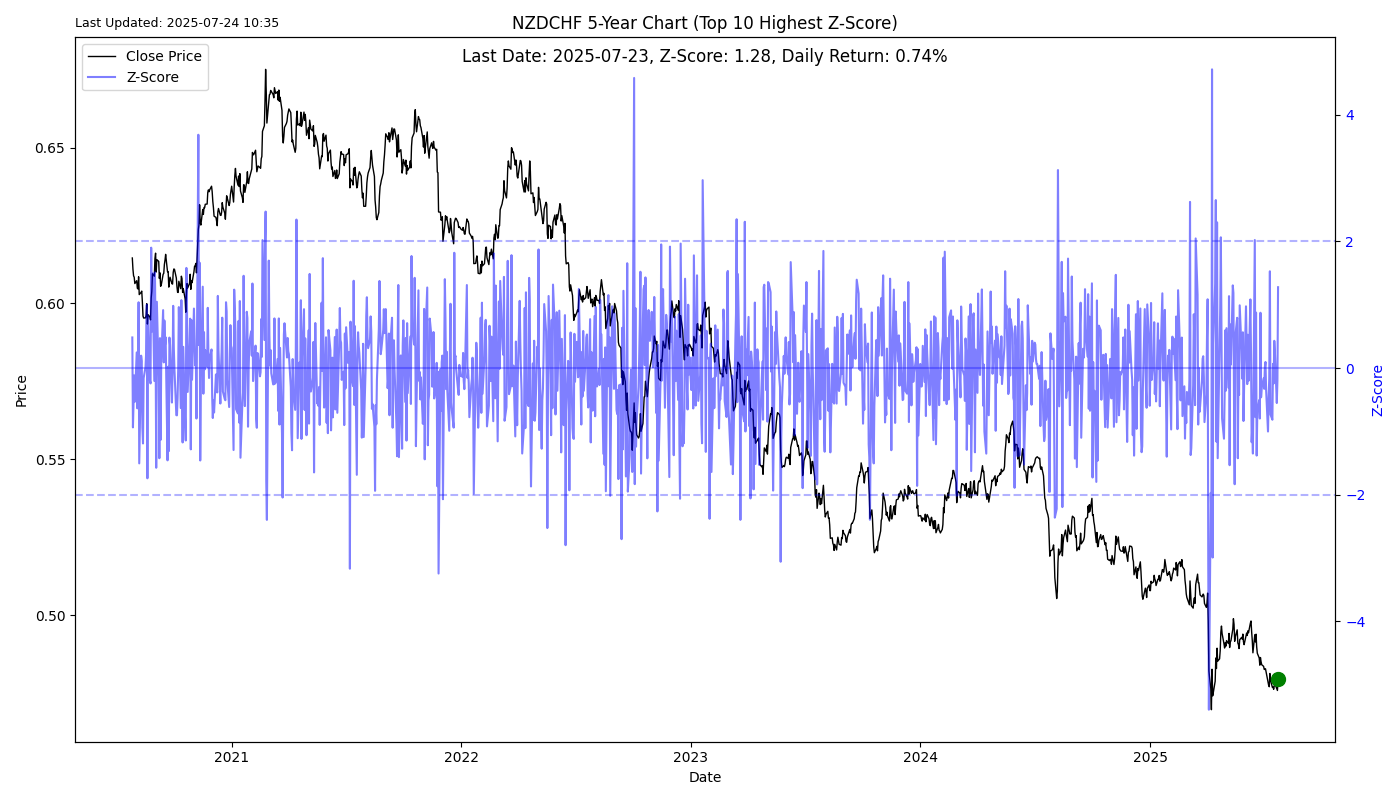 Last Updated: 2025-07-24 10:35
NZDCHF 5-Year Chart (Top 10 Highest Z-Score)
Last Date: 2025-07-23, Z-Score: 1.28, Daily Return: 0.74%
Close Price
Z-Score
0.65
0.60
0.55
0.50
Price
4
2
0
−2
−4
Z-Score
2021
2022
2023
2024
2025
Date